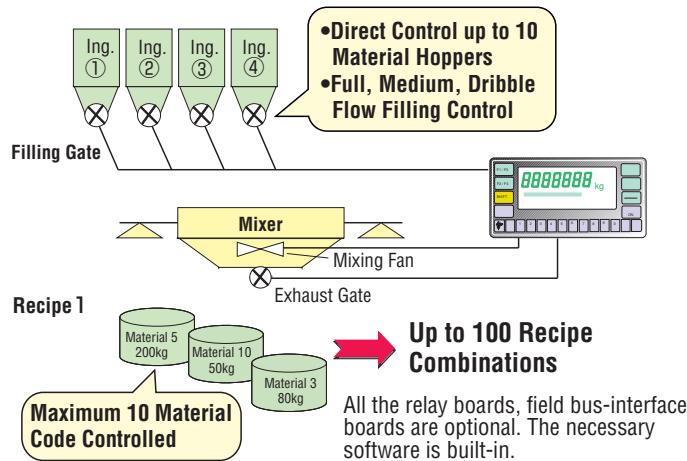 Ing. Ing. Ing. Ing.
① ② ③ ④
•Direct Control up to 10
Material Hoppers
•Full, Medium, Dribble
Flow Filling Control
Filling Gate
8888888 kg
ON
Mixer
Mixing Fan
Exhaust Gate
Recipe 1
Material 5
200kg
Material 10
50kg
Material 3
80kg
Up to 100 Recipe
Combinations
Maximum 10 Material
Code Controlled
All the relay boards, field bus-interface
boards are optional. The necessary
software is built-in.